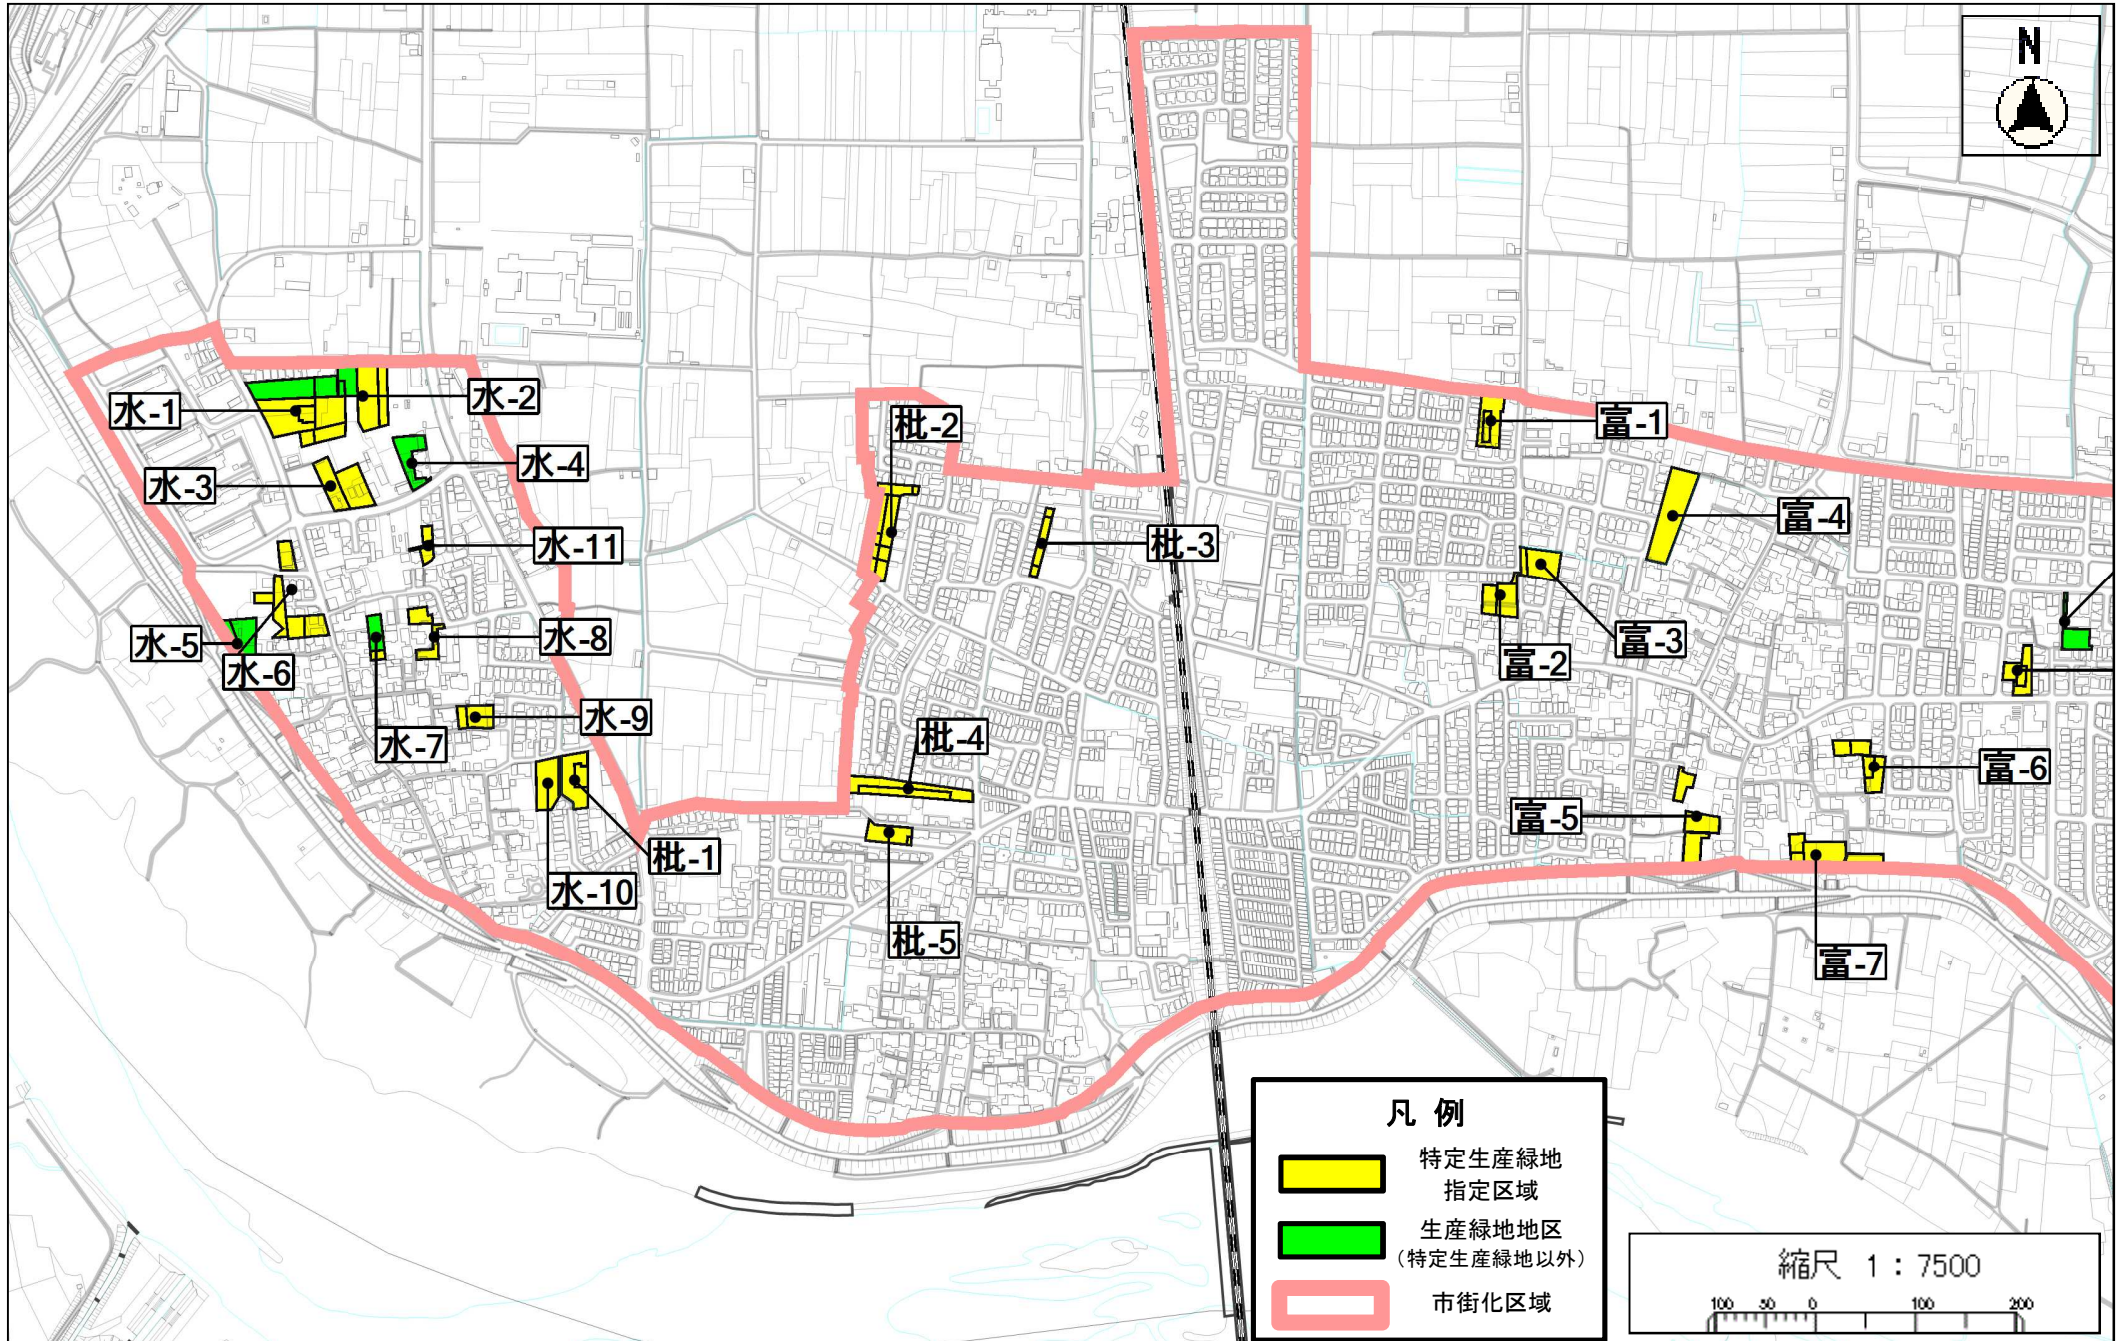 N
水-1
水-2
水-3
水-4
水-11
水-5
水-6
水-8
水-7
水-9
水-10
枇-1
枇-2
枇-3
枇-4
枇-5
富-1
富-4
富-3
富-2
富-6
富-5
富-7
凡 例
特定生産緑地
指定区域
生産緑地地区
(特定生産緑地以外)
市街化区域
縮尺 1:7500
100 50 0 100 200